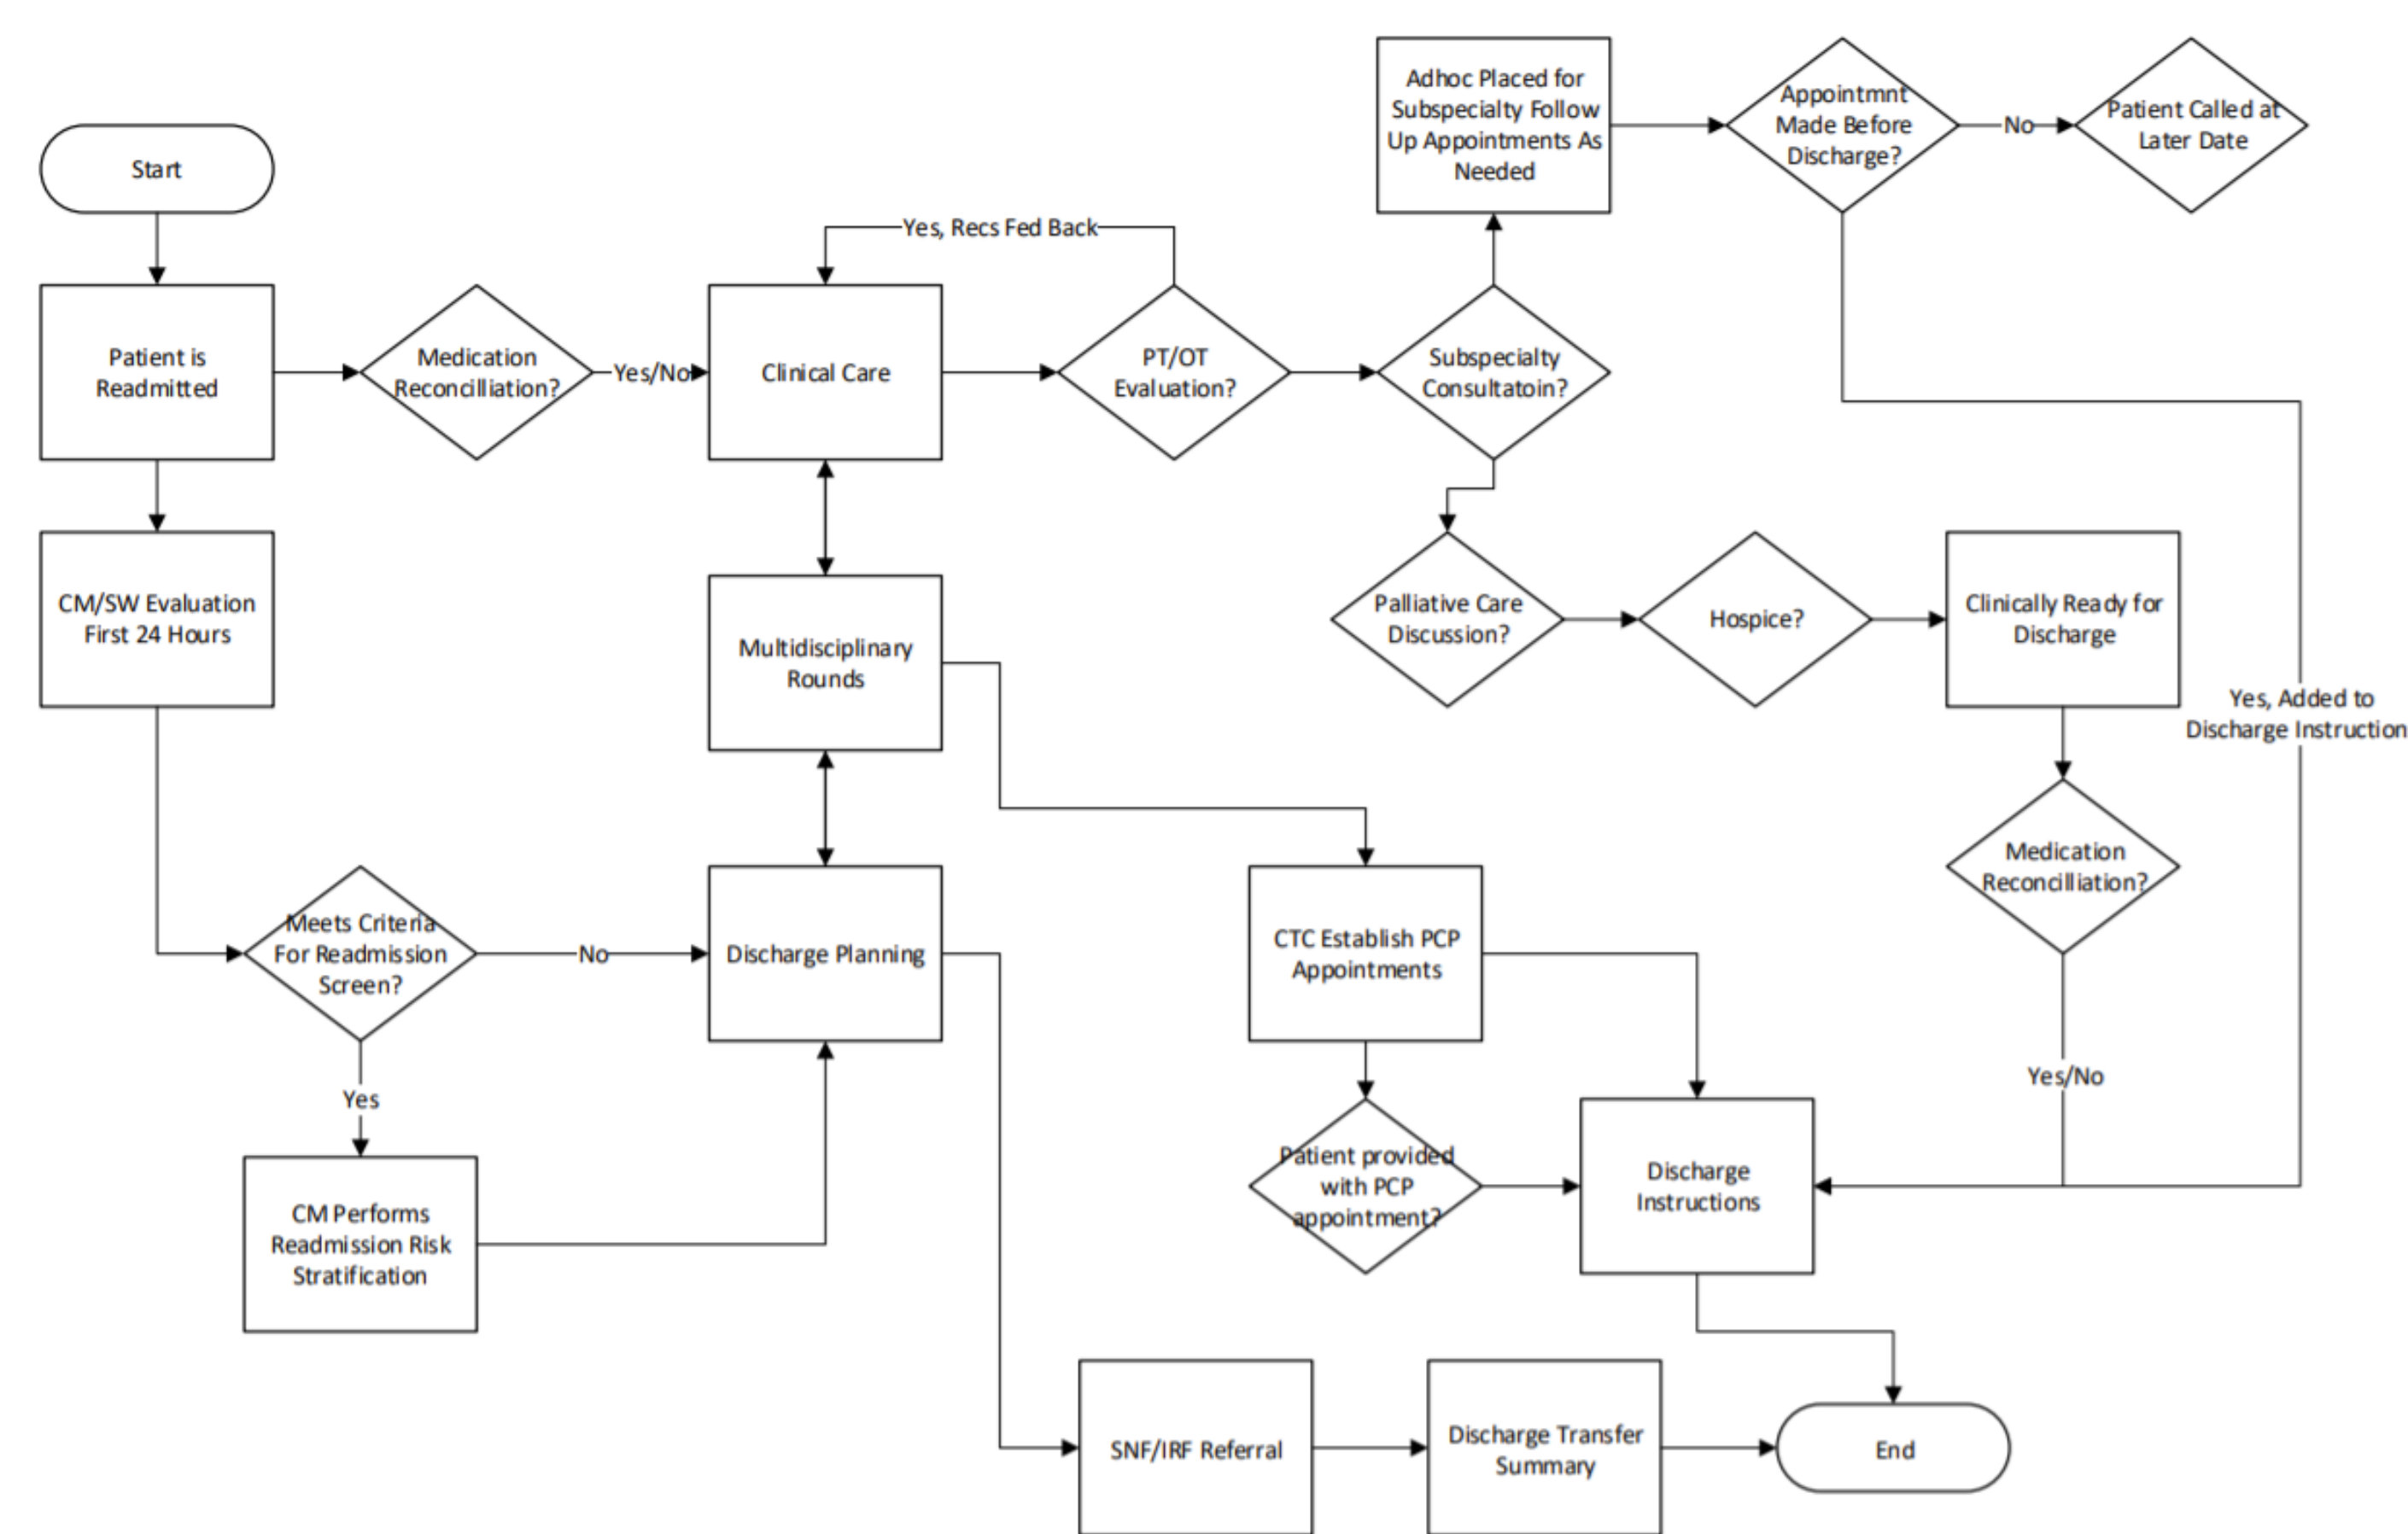 Start
Patient is
Readmitted
Medication
Reconcilliation?
Yes/No
Clinical Care
Yes, Recs Fed Back
PT/OT
Evaluation?
Subspecialty
Consultatoin?
Adhoc Placed for
Subspecialty Follow
Up Appointments As
Needed
Appointmnt
Made Before
Discharge?
No
Patient Called at
Later Date
CM/SW Evaluation
First 24 Hours
Multidisciplinary
Rounds
Palliative Care
Discussion?
Hospice?
Clinically Ready for
Discharge
Yes, Added to
Discharge Instruction
Medication
Reconcilliation?
Yes/No
Meets Criteria
For Readmission
Screen?
No
Discharge Planning
CTC Establish PCP
Appointments
Yes
CM Performs
Readmission Risk
Stratification
Patient provided
with PCP
appointment?
Discharge
Instructions
SNF/IRF Referral
Discharge Transfer
Summary
End